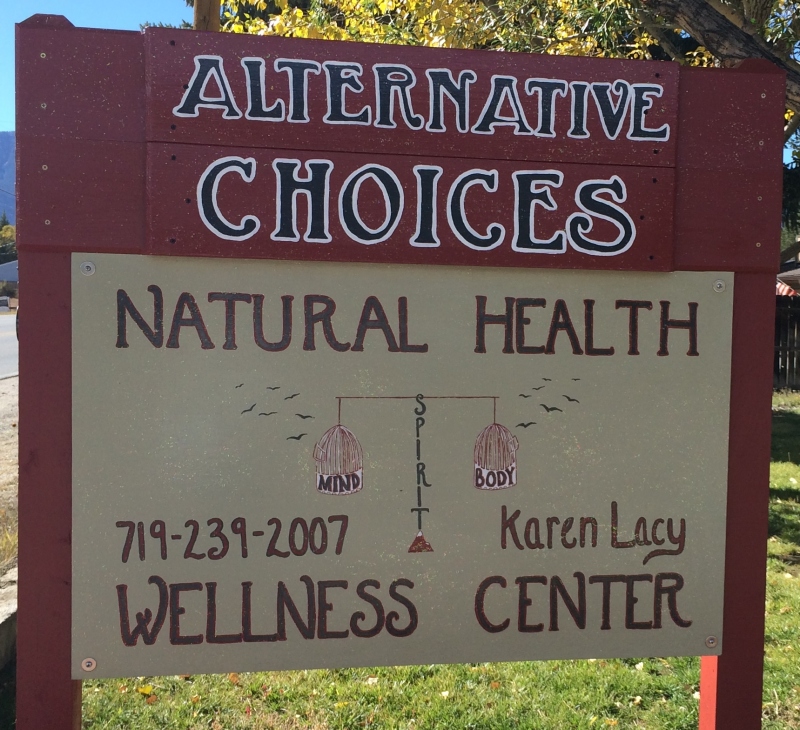 ALTERNATIVE
CHOICES
NATURAL HEALTH
SPIRIT
MIND
BODY
719-239-2007
Karen Lacy
WELLNESS CENTER